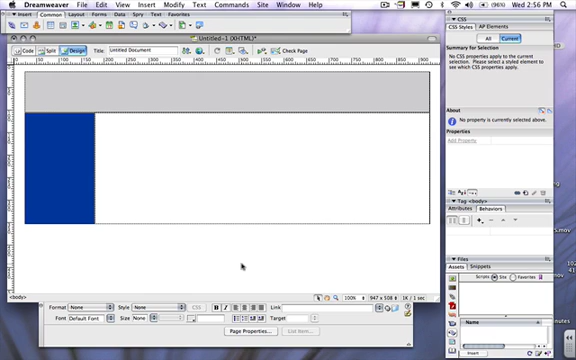 Dreamweaver File Edit View Insert Modify Text Commands Site Window Help
Wed 2:56 PM
Insert Common Layout Forms Data Spry Text Favorites
Untitled-1 (XHTML)*
Code Split Design Title: Untitled Document Check Page
<body> 100% 947 x 508 1K / 1 sec
Format None Style None CSS B I Link
Font Default Font Size None Target
Page Properties... List Item...
CSS
CSS Styles AP Elements
All Current
Summary for Selection
No CSS properties apply to the current selection. Please select a styled element to see which CSS properties apply.
About
No property is currently selected above.
Properties
Add Property
Tag <body>
Attributes Behaviors
Files
Assets Snippets
Scripts: Site Favorites
Name
Insert